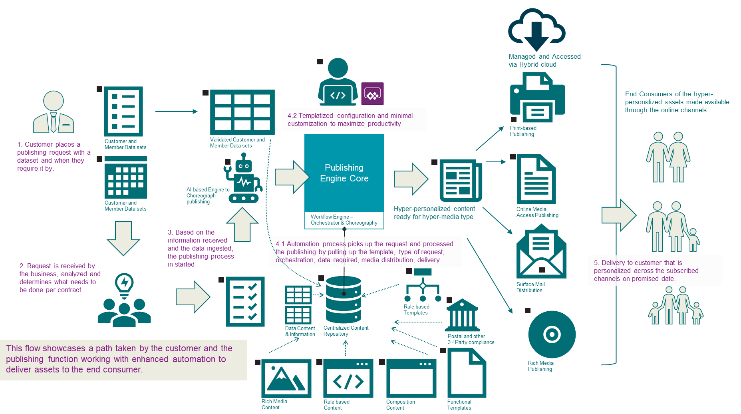 Managed and Accessed
via Hybrid cloud
End Consumers of the hyper-
personalized assets made available
through the online channels
4.2 Templatized configuration and minimal
customization to maximize productivity
Print-based
Publishing
1. Customer places a
publishing request with a
dataset and when they
require it by.
Customer and
Member Data sets
Validated Customer and
Member Data sets
Publishing
Engine Core
AI based Engine to
Choreograph
publishing
Customer and
Member Data sets
Hyper-personalized content
ready for hyper-media type
Online Media
Access Publishing
Workflow Engine -
Orchestrator & Choreography
3. Based on the
information received
and the data ingested,
the publishing process
in started
4.1 Automation process picks up the request and processed
the publishing by pulling up the template, type of request,
orchestration, data required, media distribution, delivery
2. Request is received by
the business, analyzed and
determines what needs to
be done per contract
5. Delivery to customer that is
personalized across the subscribed
channels on promised date.
Surface Mail
Distribution
Data Content
& Information
Centralized Content
Repository
Rule based
Templates
Postal and other
3rd Party compliance
This flow showcases a path taken by the customer and the
publishing function working with enhanced automation to
deliver assets to the end consumer.
Rich Media
Publishing
Rich Media
Content
Rule based
Content
Composition
Content
Functional
Templates